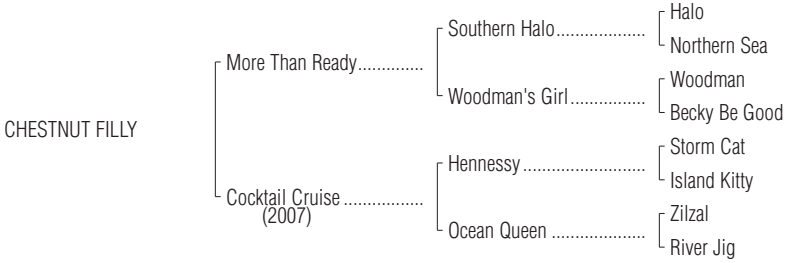 Halo
Southern Halo....................
Northern Sea
More Than Ready..............
Woodman
Woodman's Girl.................
Becky Be Good
CHESTNUT FILLY
Storm Cat
Hennessy...........................
Island Kitty
Cocktail Cruise.................
(2007)
Zilzal
Ocean Queen....................
River Jig